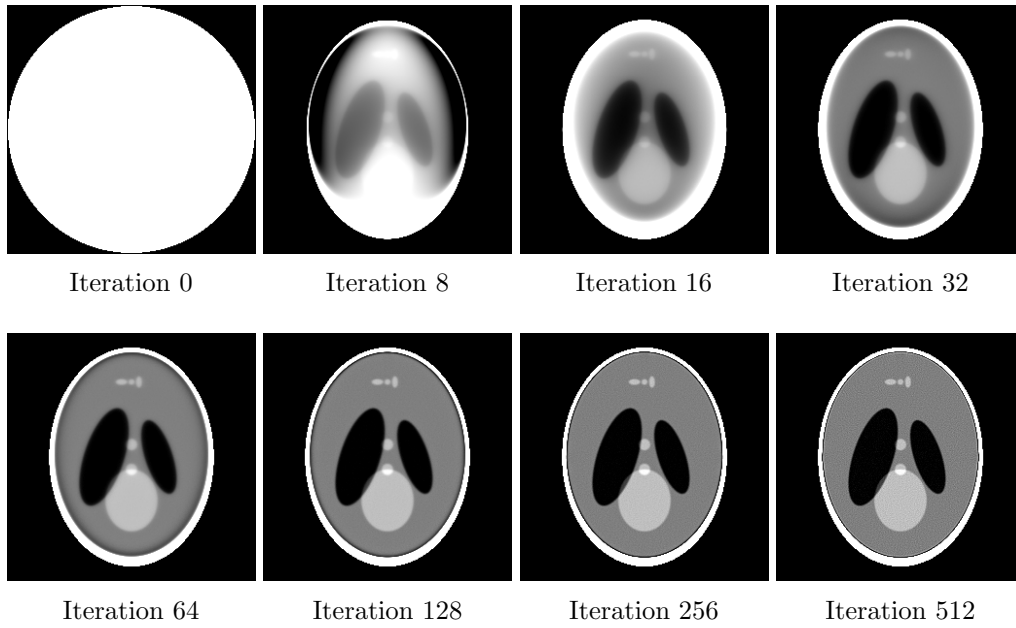 Iteration 0
Iteration 8
Iteration 16
Iteration 32
Iteration 64
Iteration 128
Iteration 256
Iteration 512